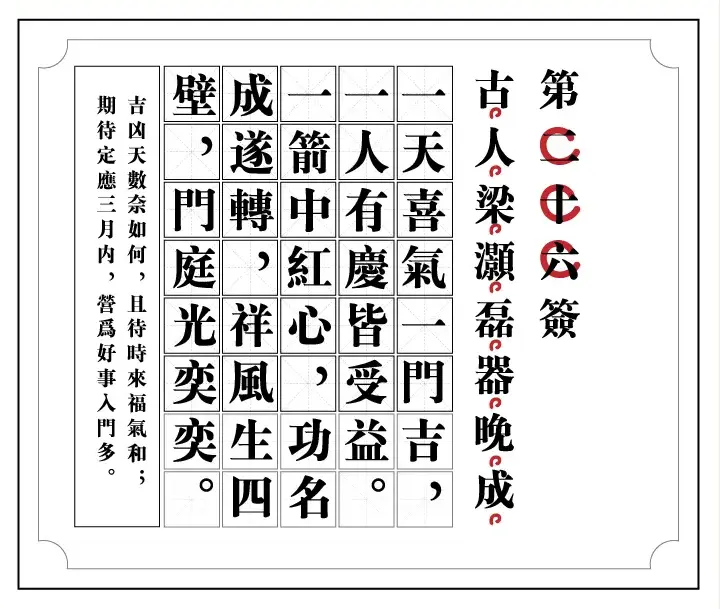 第二十六簽
古人梁灝磊器晚成
一天喜氣一門吉，
一人有慶皆受益。
一箭中紅心，功名
成遂轉，祥風生四
壁，門庭光奕奕。
吉凶天數奈如何，且待時來福氣和；
期待定應三月内，營爲好事入門多。